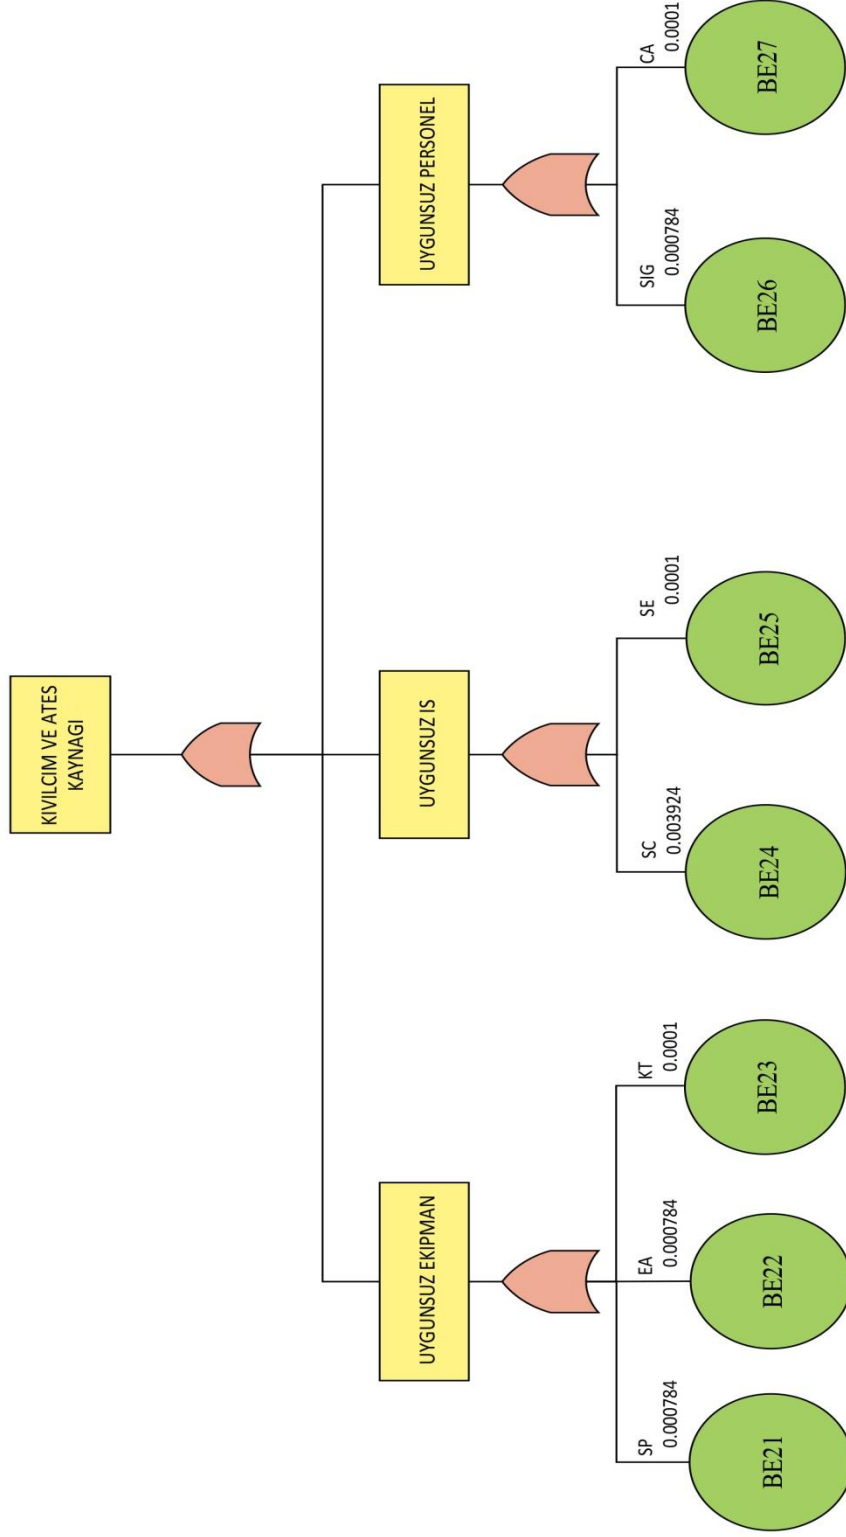 KIVILCIM VE ATES
KAYNAGI
UYGUNSUZ EKIPMAN
UYGUNSUZ IS
UYGUNSUZ PERSONEL
SP
0.000784
EA
0.000784
KT
0.0001
SC
0.003924
SE
0.0001
SIG
0.000784
CA
0.0001
BE21
BE22
BE23
BE24
BE25
BE26
BE27